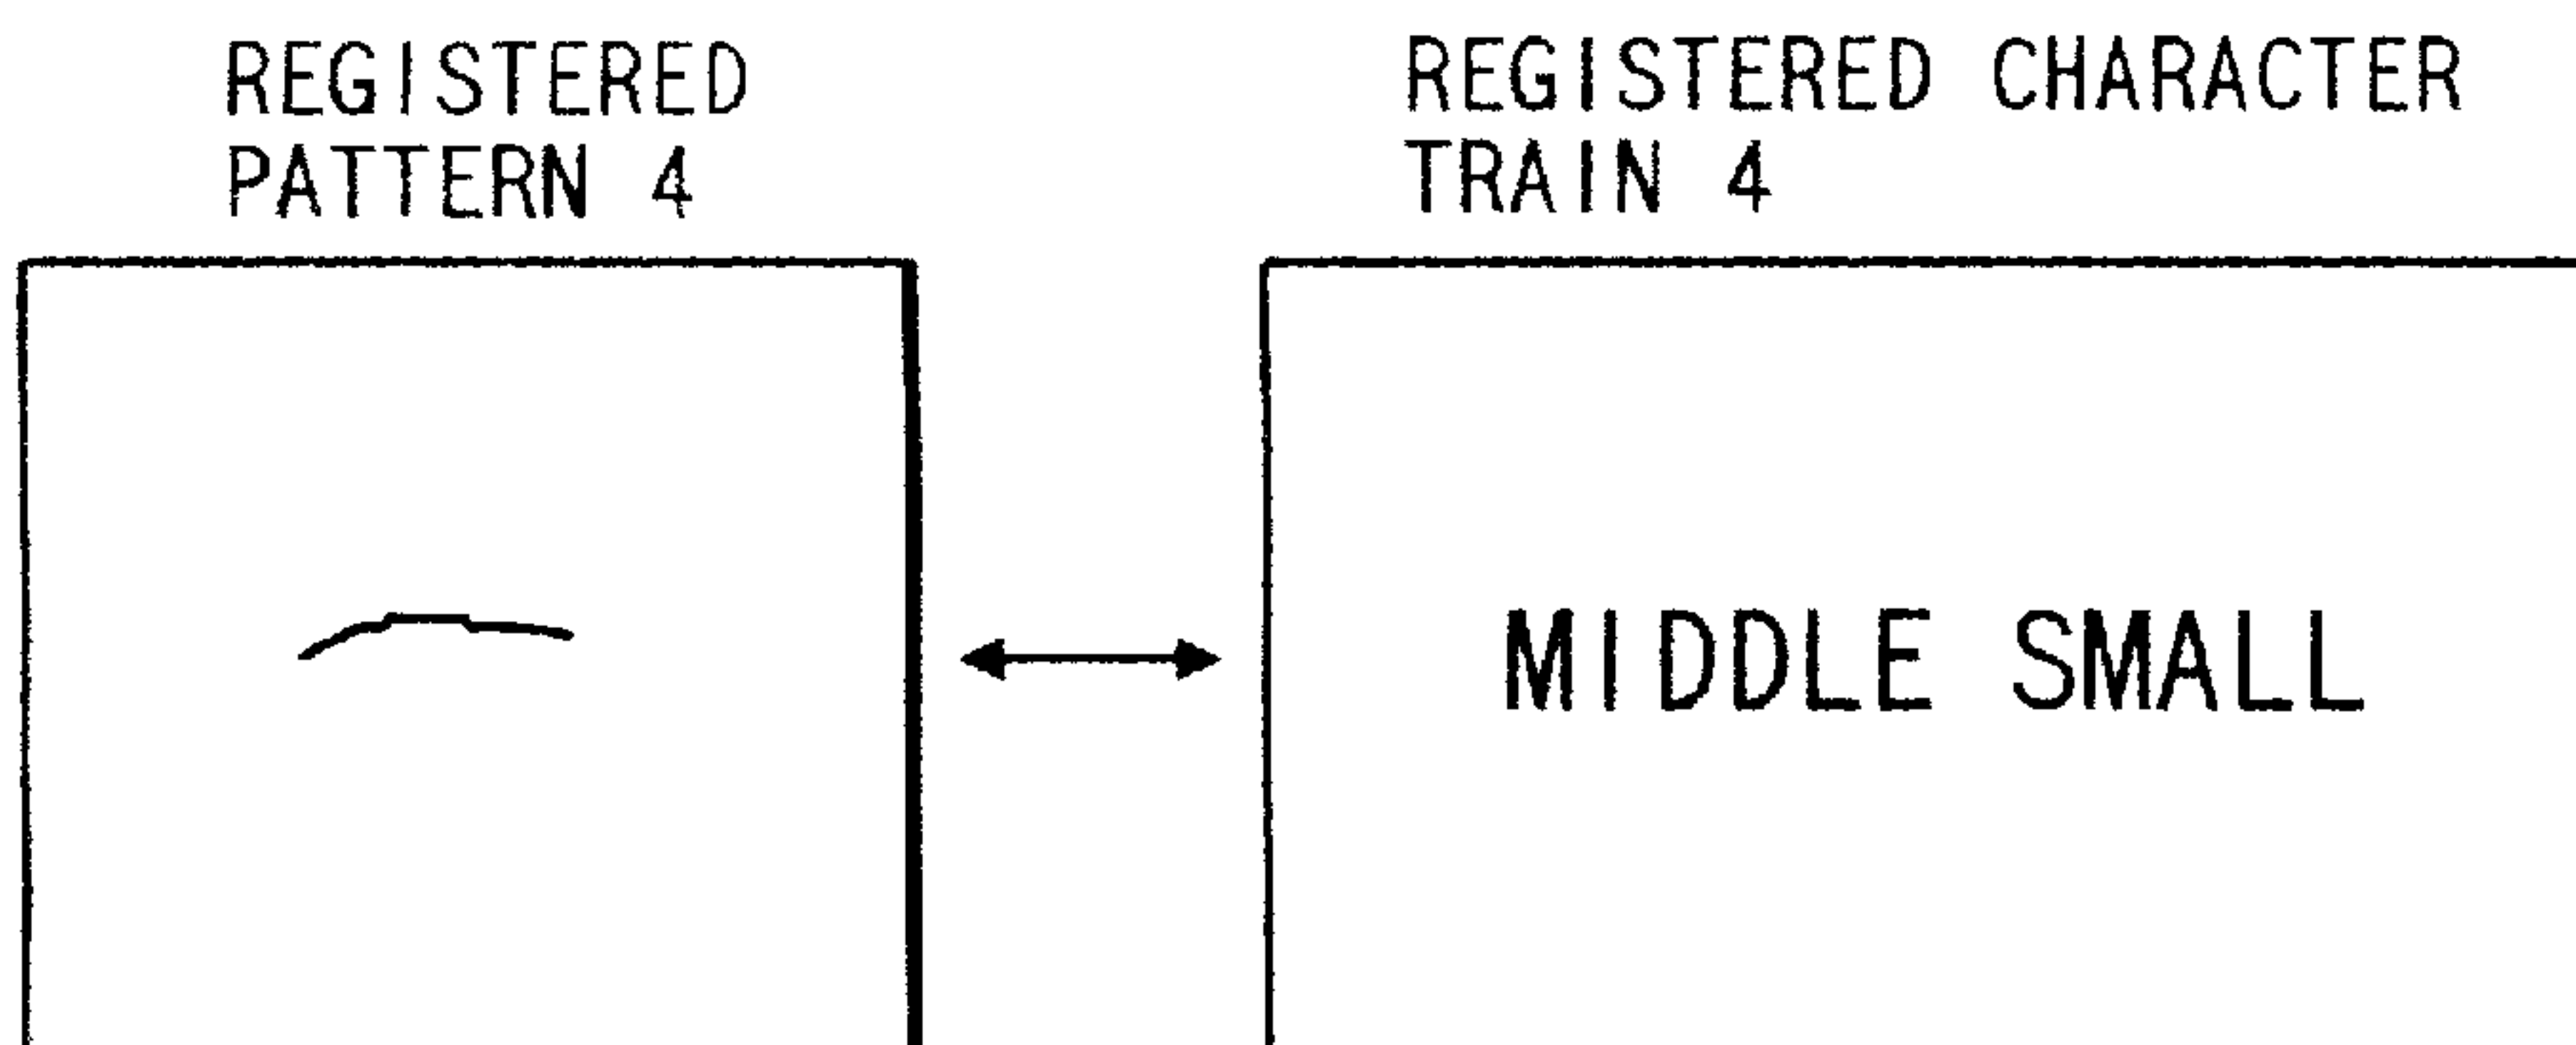 REGISTERED
PATTERN 4
REGISTERED CHARACTER
TRAIN 4
MIDDLE SMALL